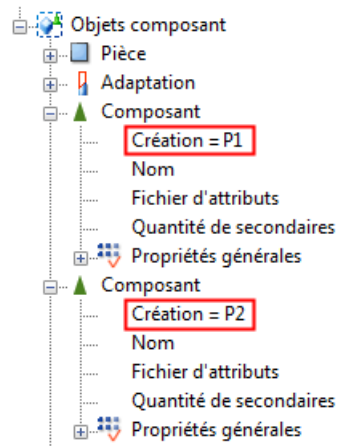 Objets composant
Pièce
Adaptation
Composant
Création = P1
Nom
Fichier d'attributs
Quantité de secondaires
Propriétés générales
Composant
Création = P2
Nom
Fichier d'attributs
Quantité de secondaires
Propriétés générales